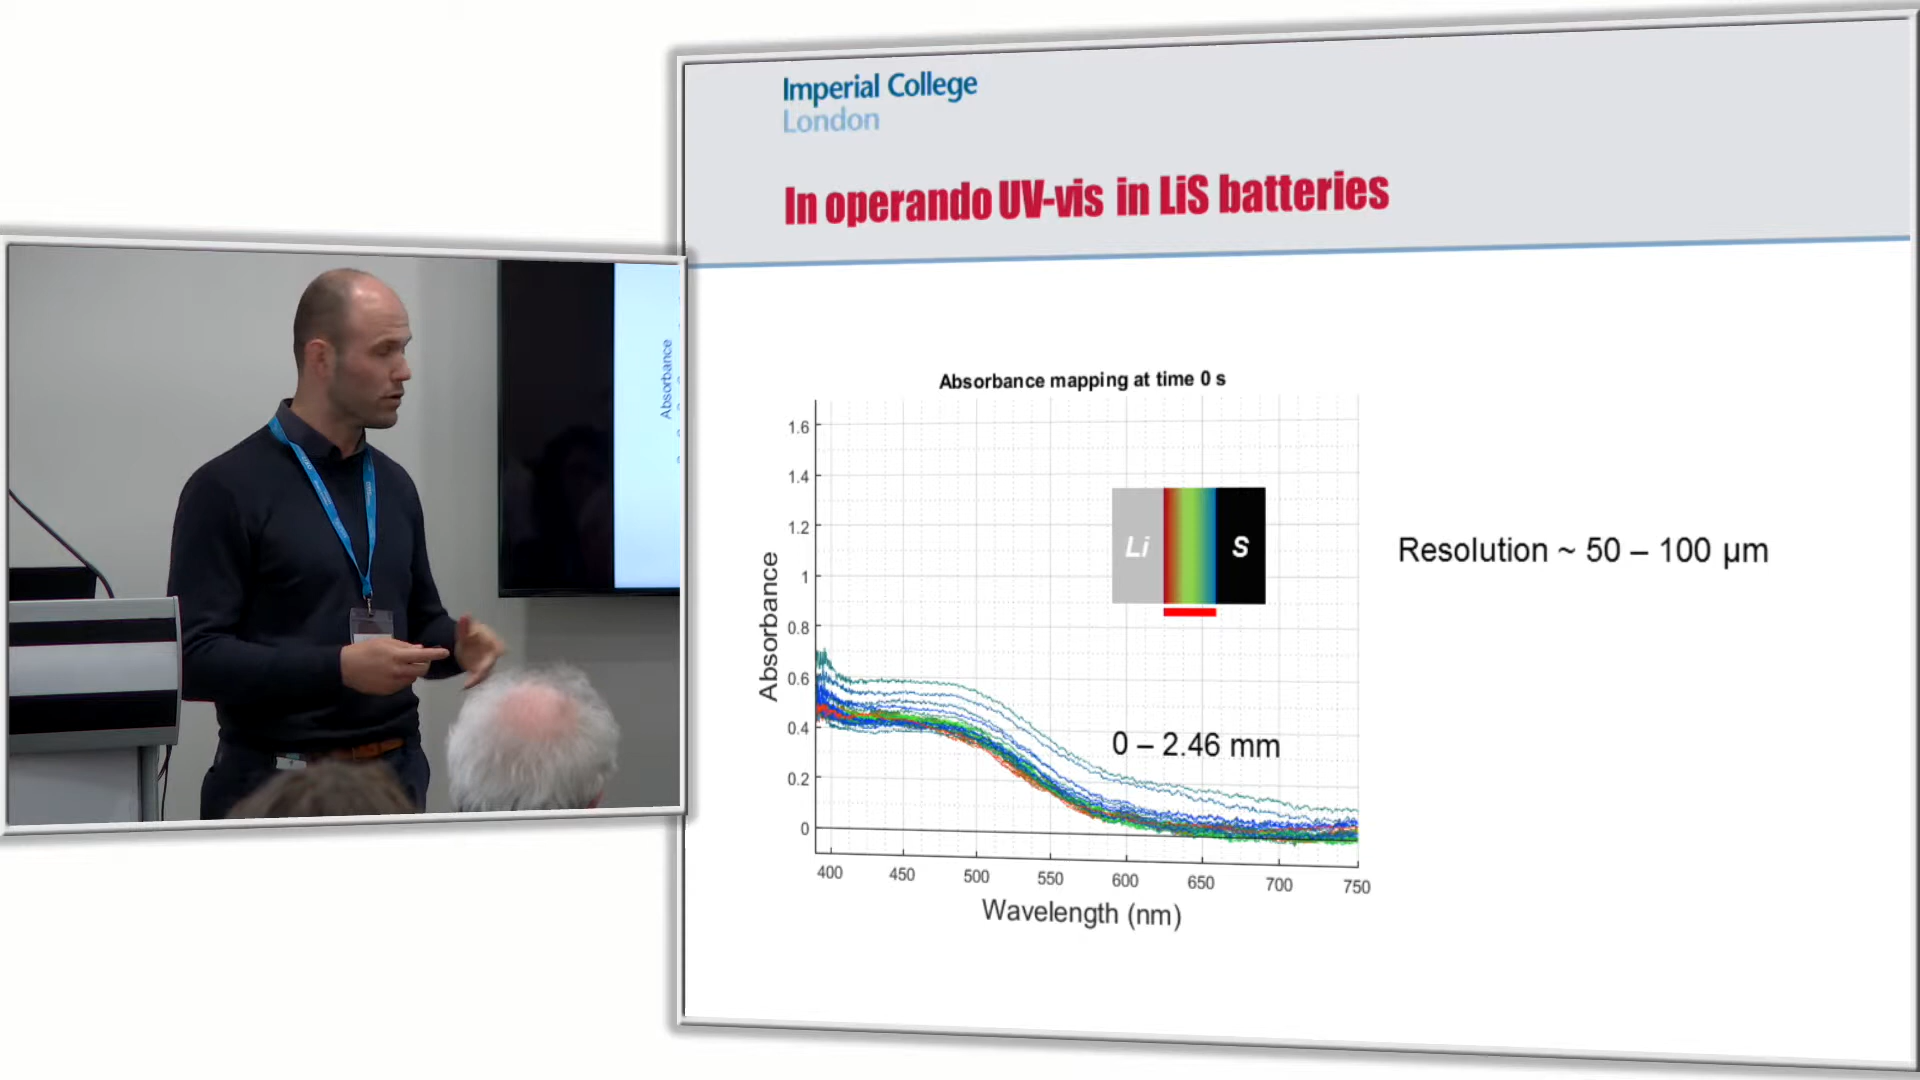 Imperial College
London
In operando UV-vis in LiS batteries
Absorbance
Absorbance mapping at time 0 s
1.6
1.4
1.2
1
0.8
0.6
0.4
0.2
0
Absorbance
Li
S
0 – 2.46 mm
400 450 500 550 600 650 700 750
Wavelength (nm)
Resolution ~ 50 – 100 µm